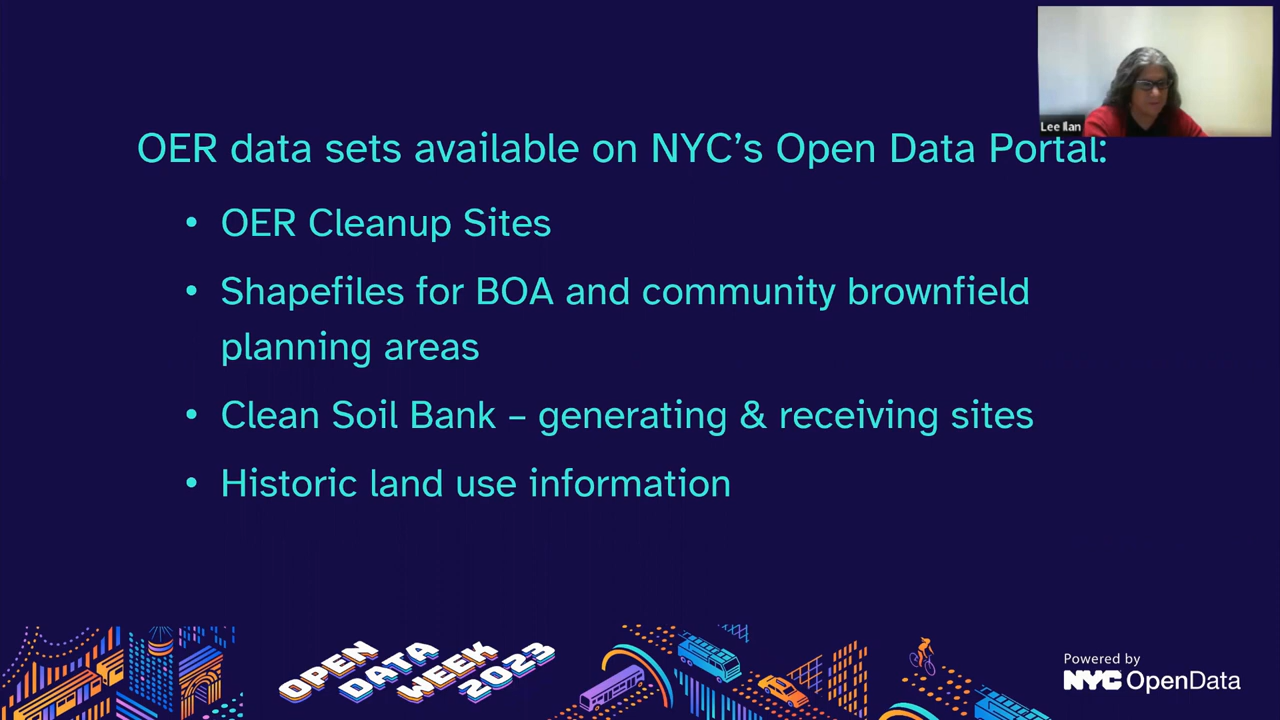 Lee Ilan
OER data sets available on NYC's Open Data Portal:
• OER Cleanup Sites
• Shapefiles for BOA and community brownfield
planning areas
• Clean Soil Bank – generating & receiving sites
• Historic land use information
OPEN
DATA
WEEK
2023
Powered by
NYC OpenData